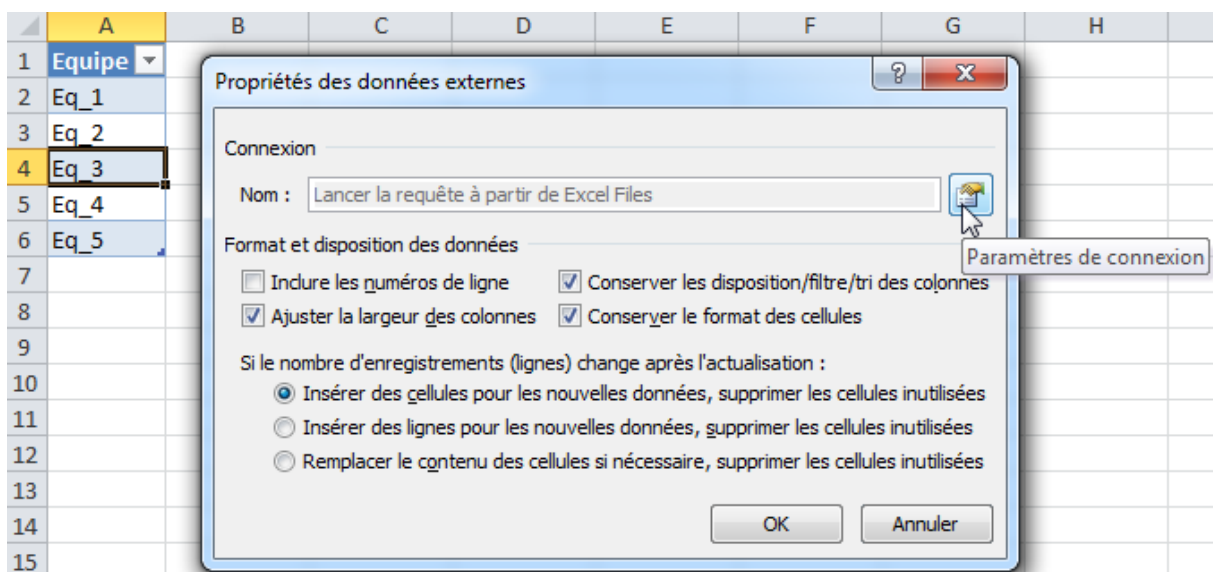 A B C D E F G H
1 Equipe
Propriétés des données externes
2 Eq_1
3 Eq_2
Connexion
4 Eq_3
Nom : Lancer la requête à partir de Excel Files
5 Eq_4
6 Eq_5
Format et disposition des données
Paramètres de connexion
7
Inclure les numéros de ligne Conserver les disposition/filtre/tri des colonnes
8
Ajuster la largeur des colonnes Conserver le format des cellules
9
Si le nombre d'enregistrements (lignes) change après l'actualisation :
10
Insérer des cellules pour les nouvelles données, supprimer les cellules inutilisées
11
Insérer des lignes pour les nouvelles données, supprimer les cellules inutilisées
12
Remplacer le contenu des cellules si nécessaire, supprimer les cellules inutilisées
13
14
OK Annuler
15